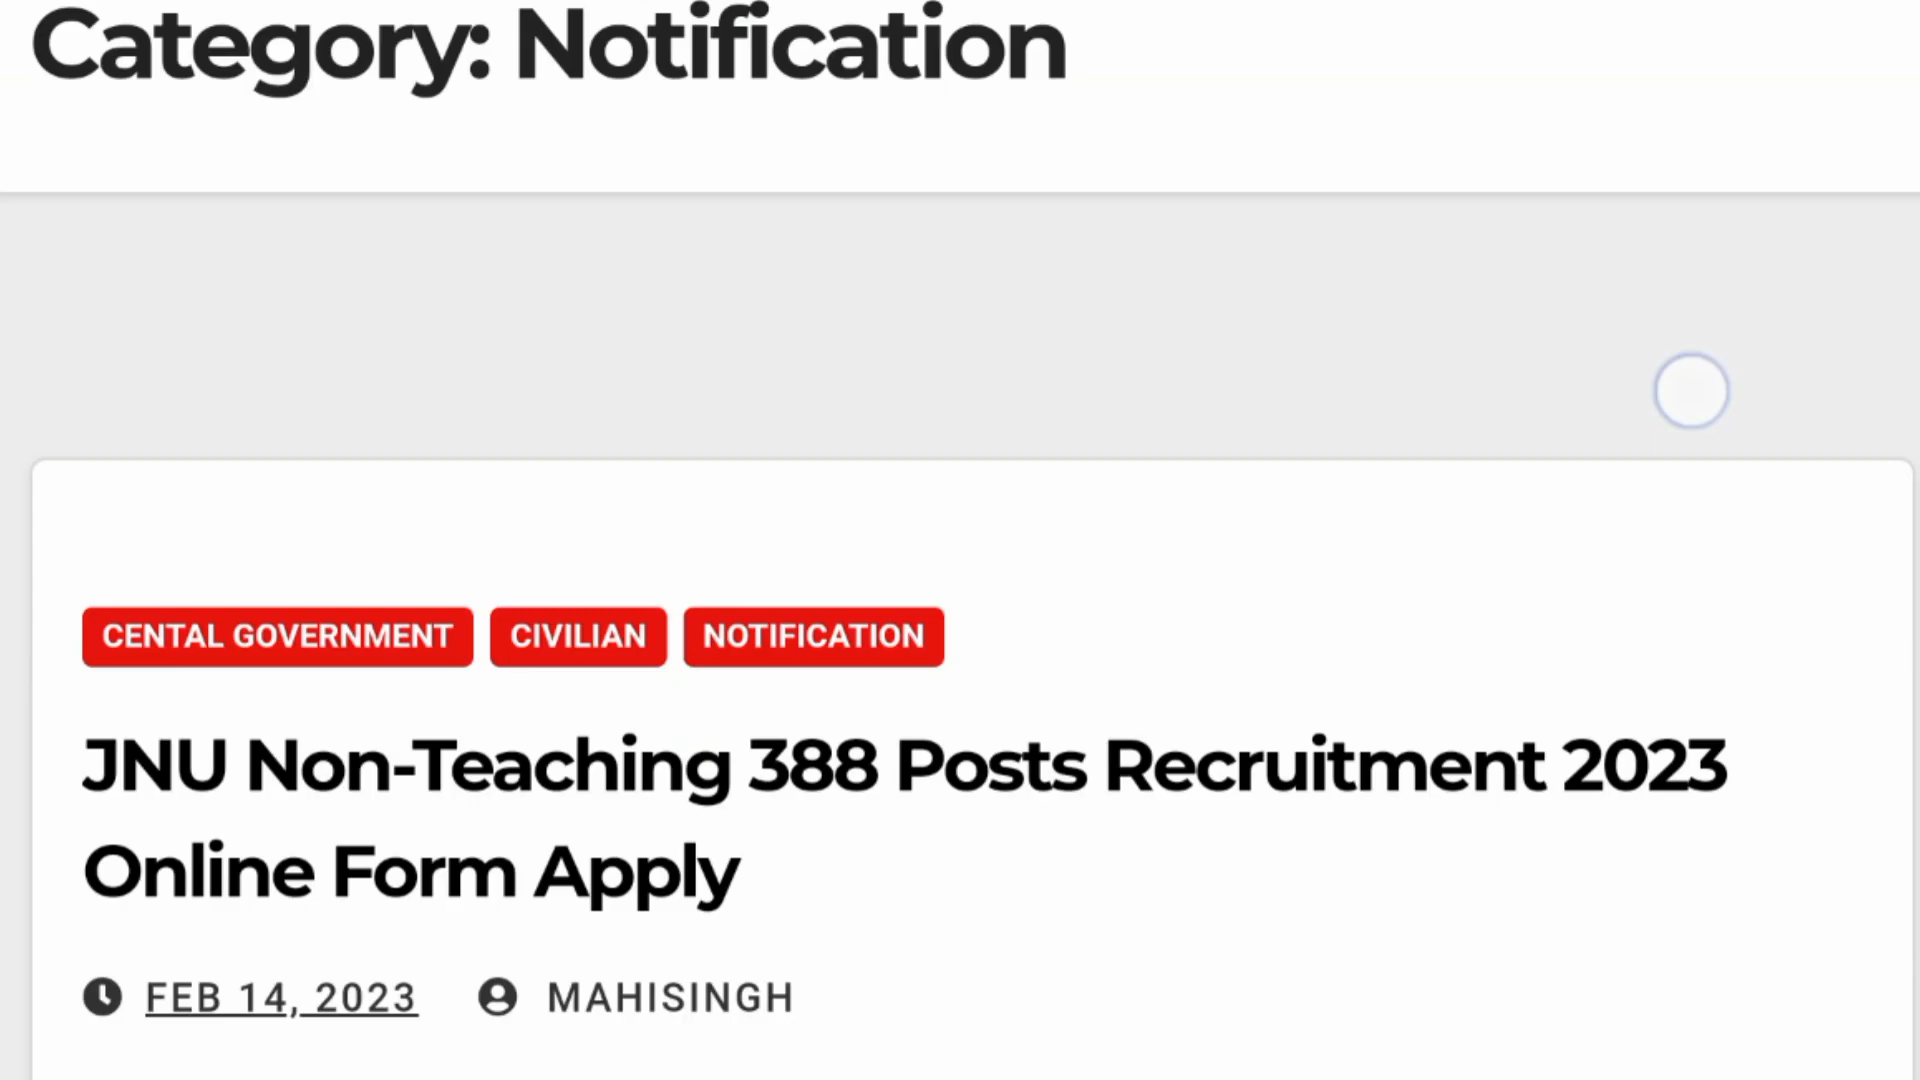 Category: Notification
CENTAL GOVERNMENT CIVILIAN NOTIFICATION
JNU Non-Teaching 388 Posts Recruitment 2023
Online Form Apply
FEB 14, 2023 MAHISINGH